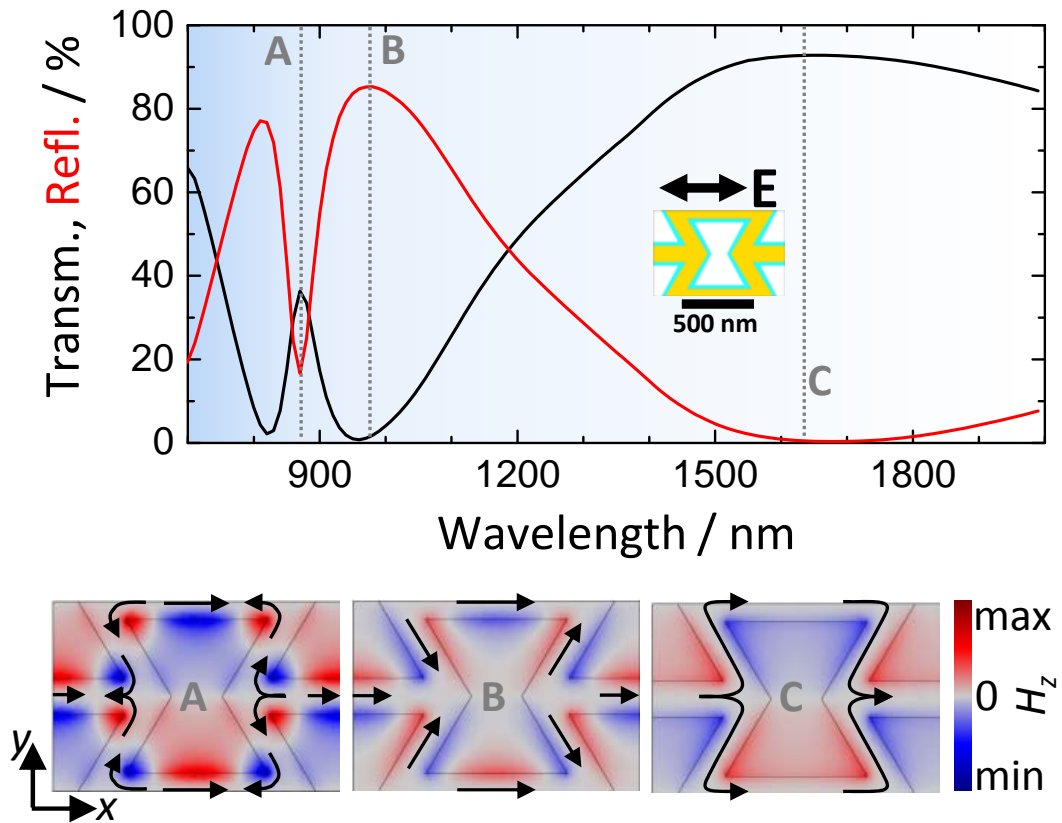 Transm., Refl. / %
100
80
60
40
20
0
A
B
C
E
500 nm
900
1200
1500
1800
Wavelength / nm
A
B
C
y
x
max
0
min
Hz